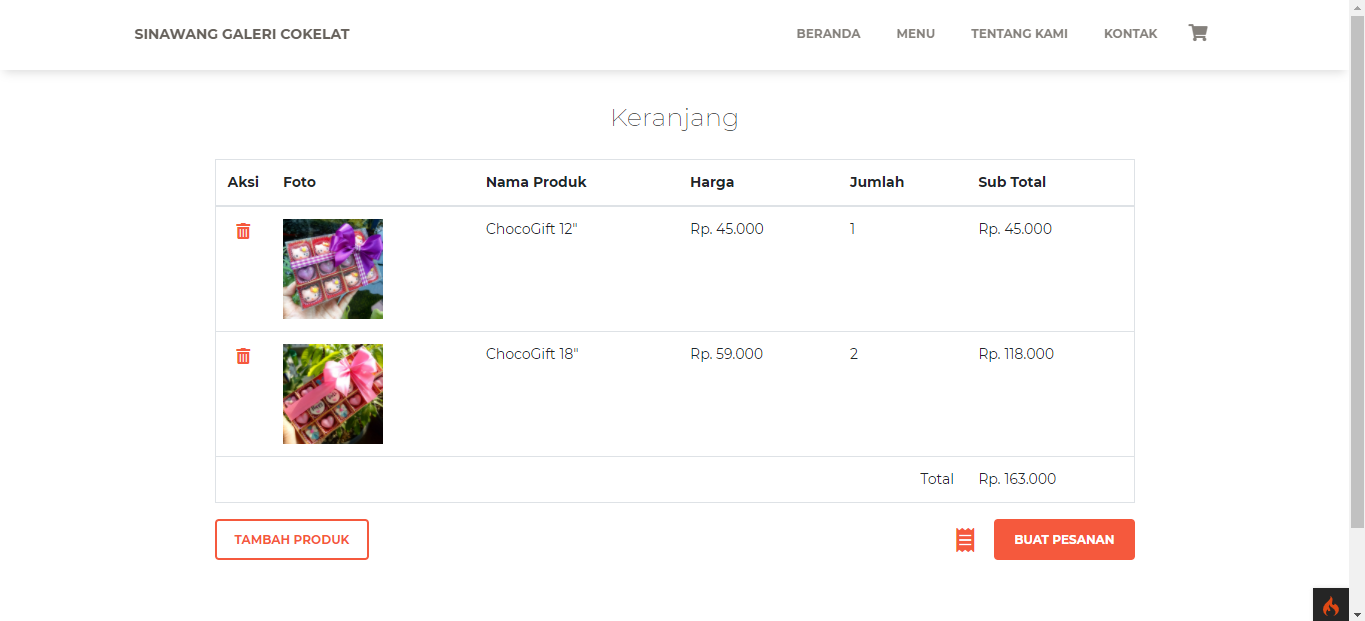 SINAWANG GALERI COKELAT BERANDA MENU TENTANG KAMI KONTAK
Keranjang
Aksi Foto Nama Produk Harga Jumlah Sub Total
ChocoGift 12" Rp. 45.000 1 Rp. 45.000
ChocoGift 18" Rp. 59.000 2 Rp. 118.000
Total Rp. 163.000
TAMBAH PRODUK BUAT PESANAN